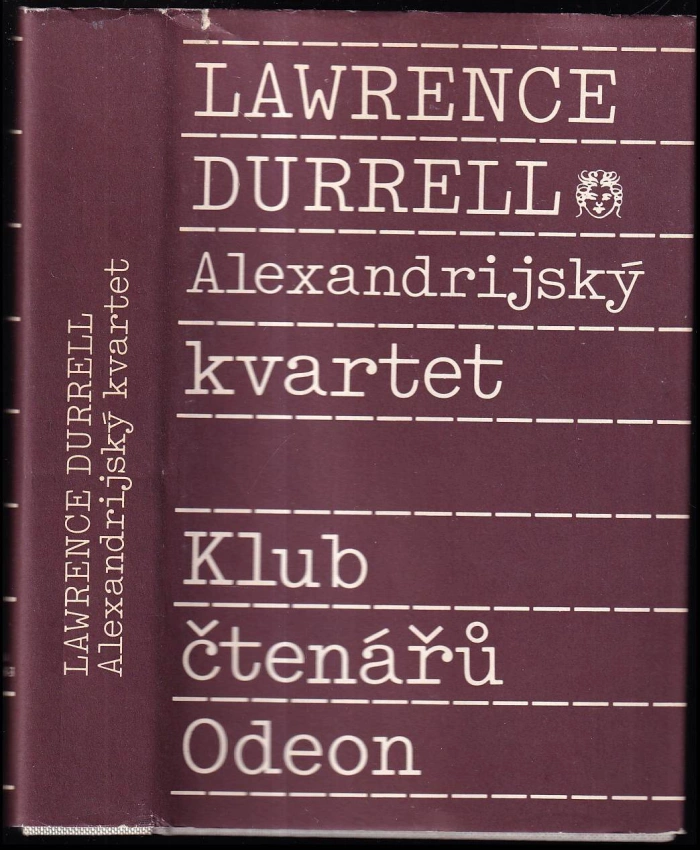 LAWRENCE
DURRELL
Alexandrijský
kvartet
Klub
čtenářů
Odeon
LAWRENCE DURRELL
Alexandrijský kvartet